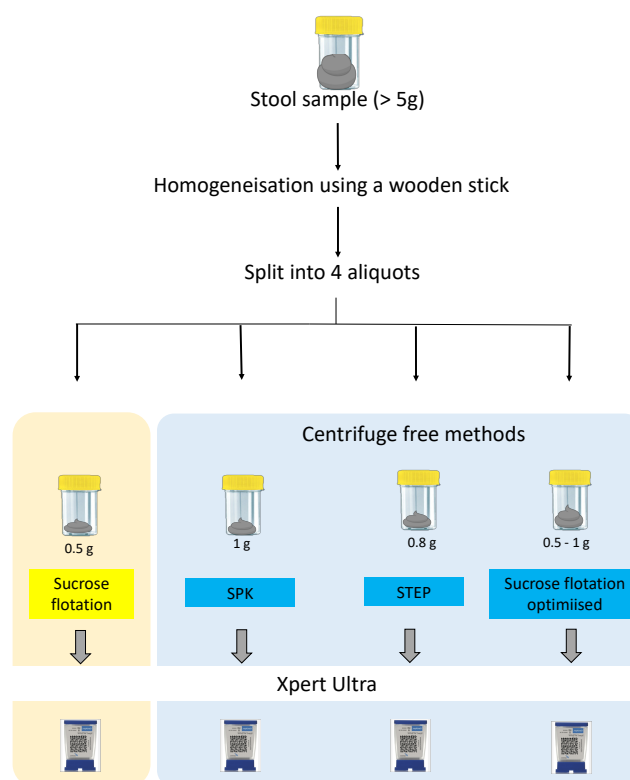 Stool sample (> 5g)
Homogeneisation using a wooden stick
Split into 4 aliquots
Centrifuge free methods
0.5 g
1 g
0.8 g
0.5 - 1 g
Sucrose
flotation
SPK
STEP
Sucrose flotation
optimiised
Xpert Ultra